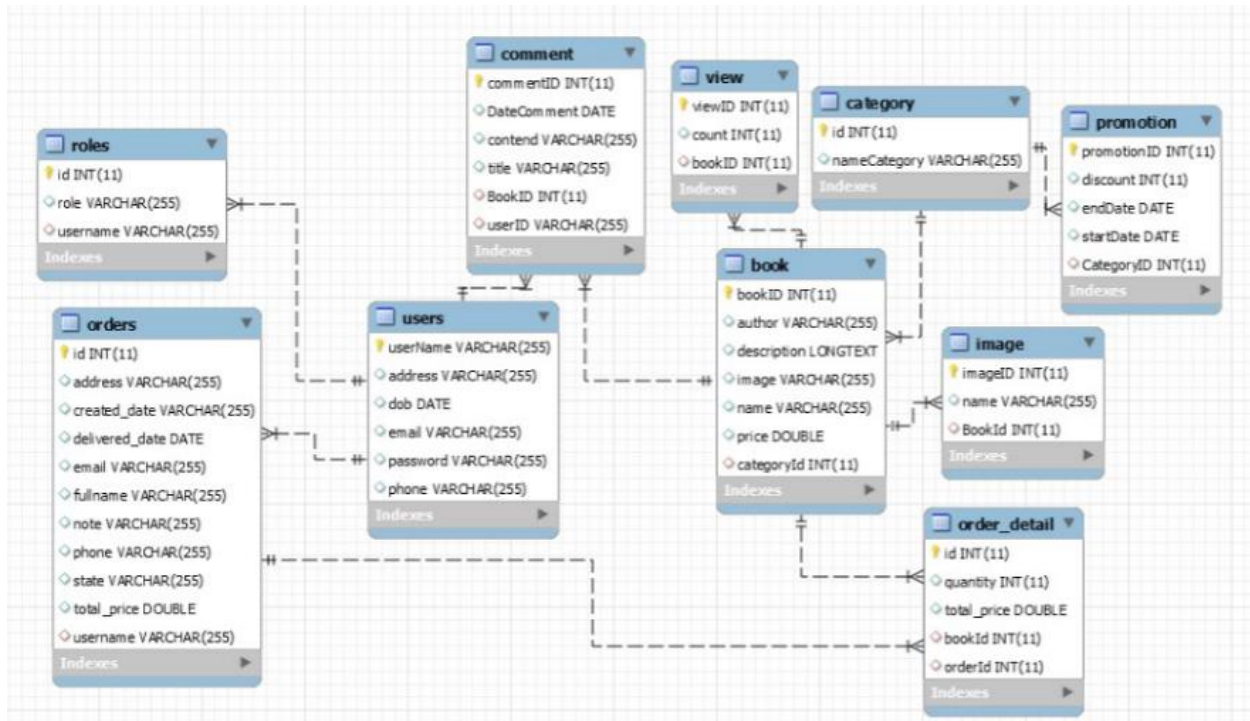 comment
commentID INT(11)
DateComment DATE
contend VARCHAR(255)
title VARCHAR(255)
BookID INT(11)
userID VARCHAR(255)
Indexes
view
viewID INT(11)
count INT(11)
bookID INT(11)
Indexes
category
id INT(11)
nameCategory VARCHAR(255)
Indexes
promotion
promotionID INT(11)
discount INT(11)
endDate DATE
startDate DATE
CategoryID INT(11)
Indexes
roles
id INT(11)
role VARCHAR(255)
username VARCHAR(255)
Indexes
book
bookID INT(11)
author VARCHAR(255)
description LONGTEXT
image VARCHAR(255)
name VARCHAR(255)
price DOUBLE
categoryId INT(11)
Indexes
orders
id INT(11)
address VARCHAR(255)
created_date VARCHAR(255)
delivered_date DATE
email VARCHAR(255)
fullname VARCHAR(255)
note VARCHAR(255)
phone VARCHAR(255)
state VARCHAR(255)
total_price DOUBLE
username VARCHAR(255)
Indexes
users
userName VARCHAR(255)
address VARCHAR(255)
dob DATE
email VARCHAR(255)
password VARCHAR(255)
phone VARCHAR(255)
Indexes
image
imageID INT(11)
name VARCHAR(255)
BookId INT(11)
Indexes
order_detail
id INT(11)
quantity INT(11)
total_price DOUBLE
bookId INT(11)
orderId INT(11)
Indexes